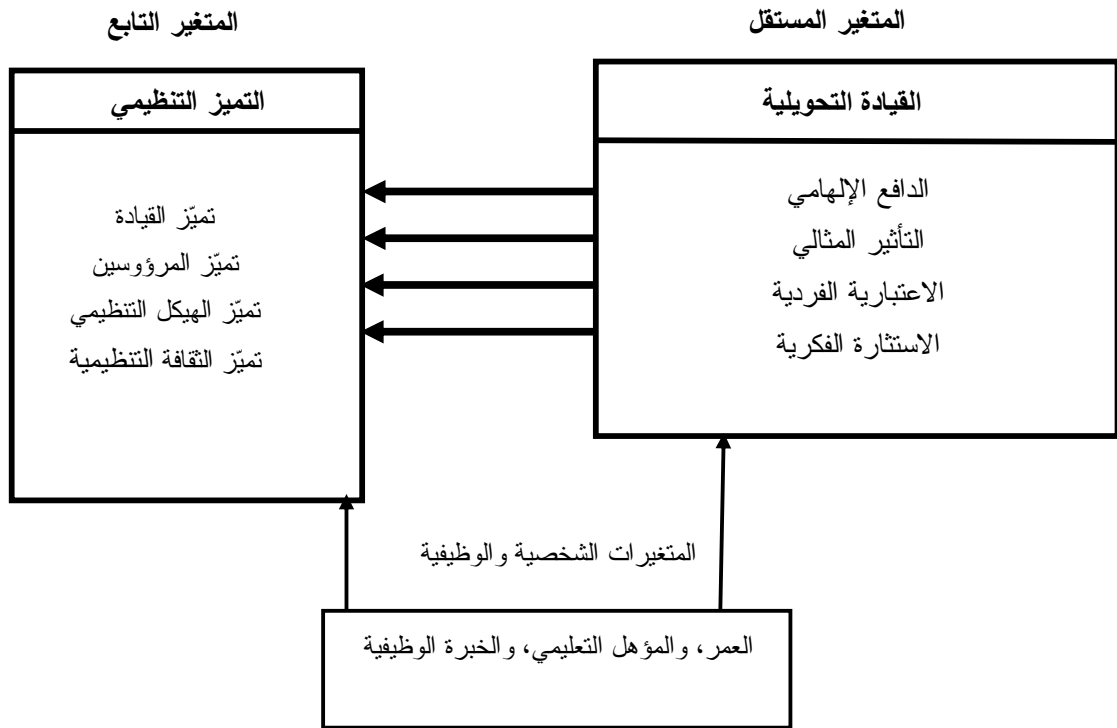 المتغير المستقل
المتغير التابع
القيادة التحويلية
الدافع الإلهامي
التأثير المثالي
الاعتبارية الفردية
الاستثارة الفكرية
التميز التنظيمي
تميّز القيادة
تميّز المرؤوسين
تميّز الهيكل التنظيمي
تميّز الثقافة التنظيمية
المتغيرات الشخصية والوظيفية
العمر، والمؤهل التعليمي، والخبرة الوظيفية